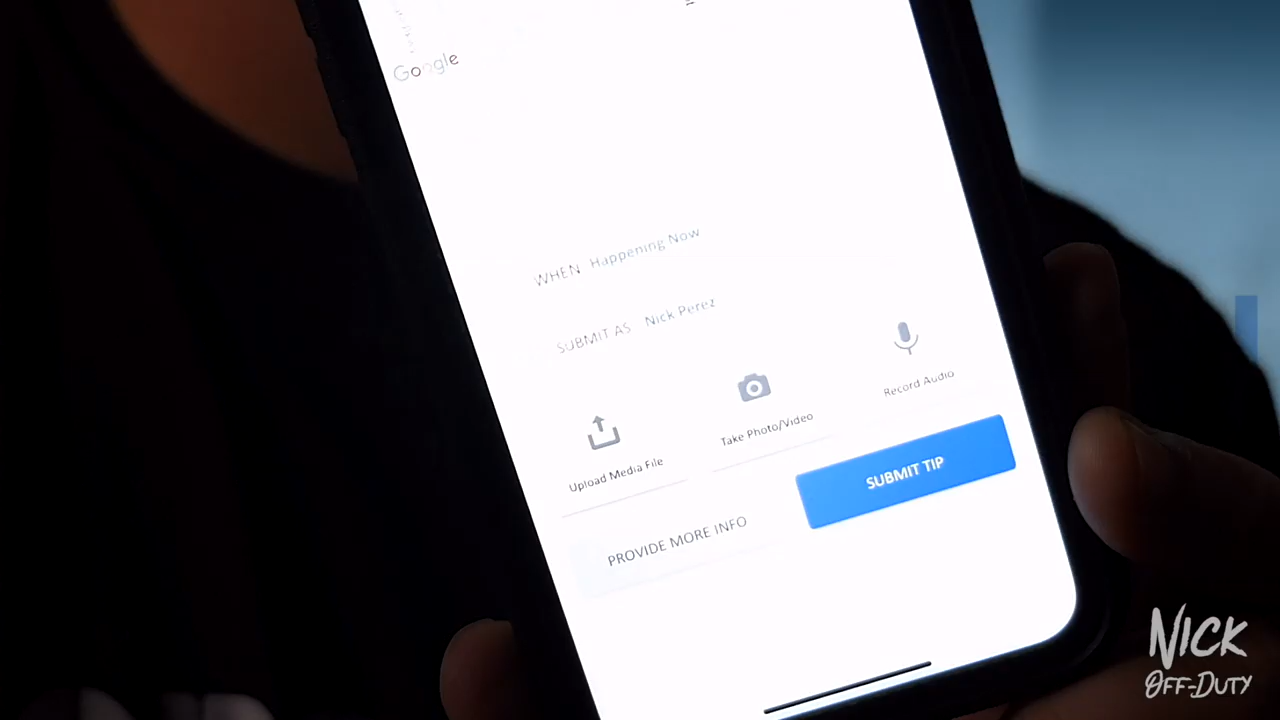 Google
WHEN Happening Now
SUBMIT AS Nick Perez
Record Audio
Take Photo/Video
Upload Media File
SUBMIT TIP
PROVIDE MORE INFO
NICK
OFF-DUTY